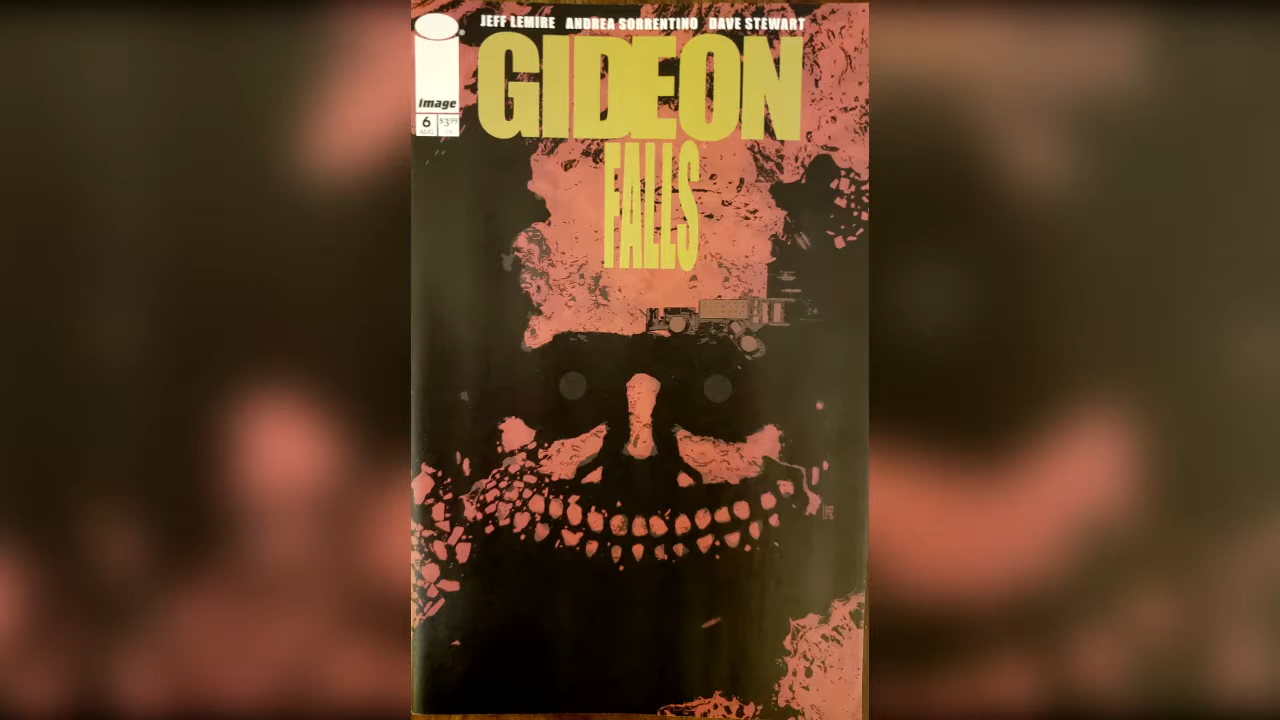 JEFF LEMIRE ANDREA SORRENTINO DAVE STEWART
GIDEON
FALLS
image
6 $3.99
AUG